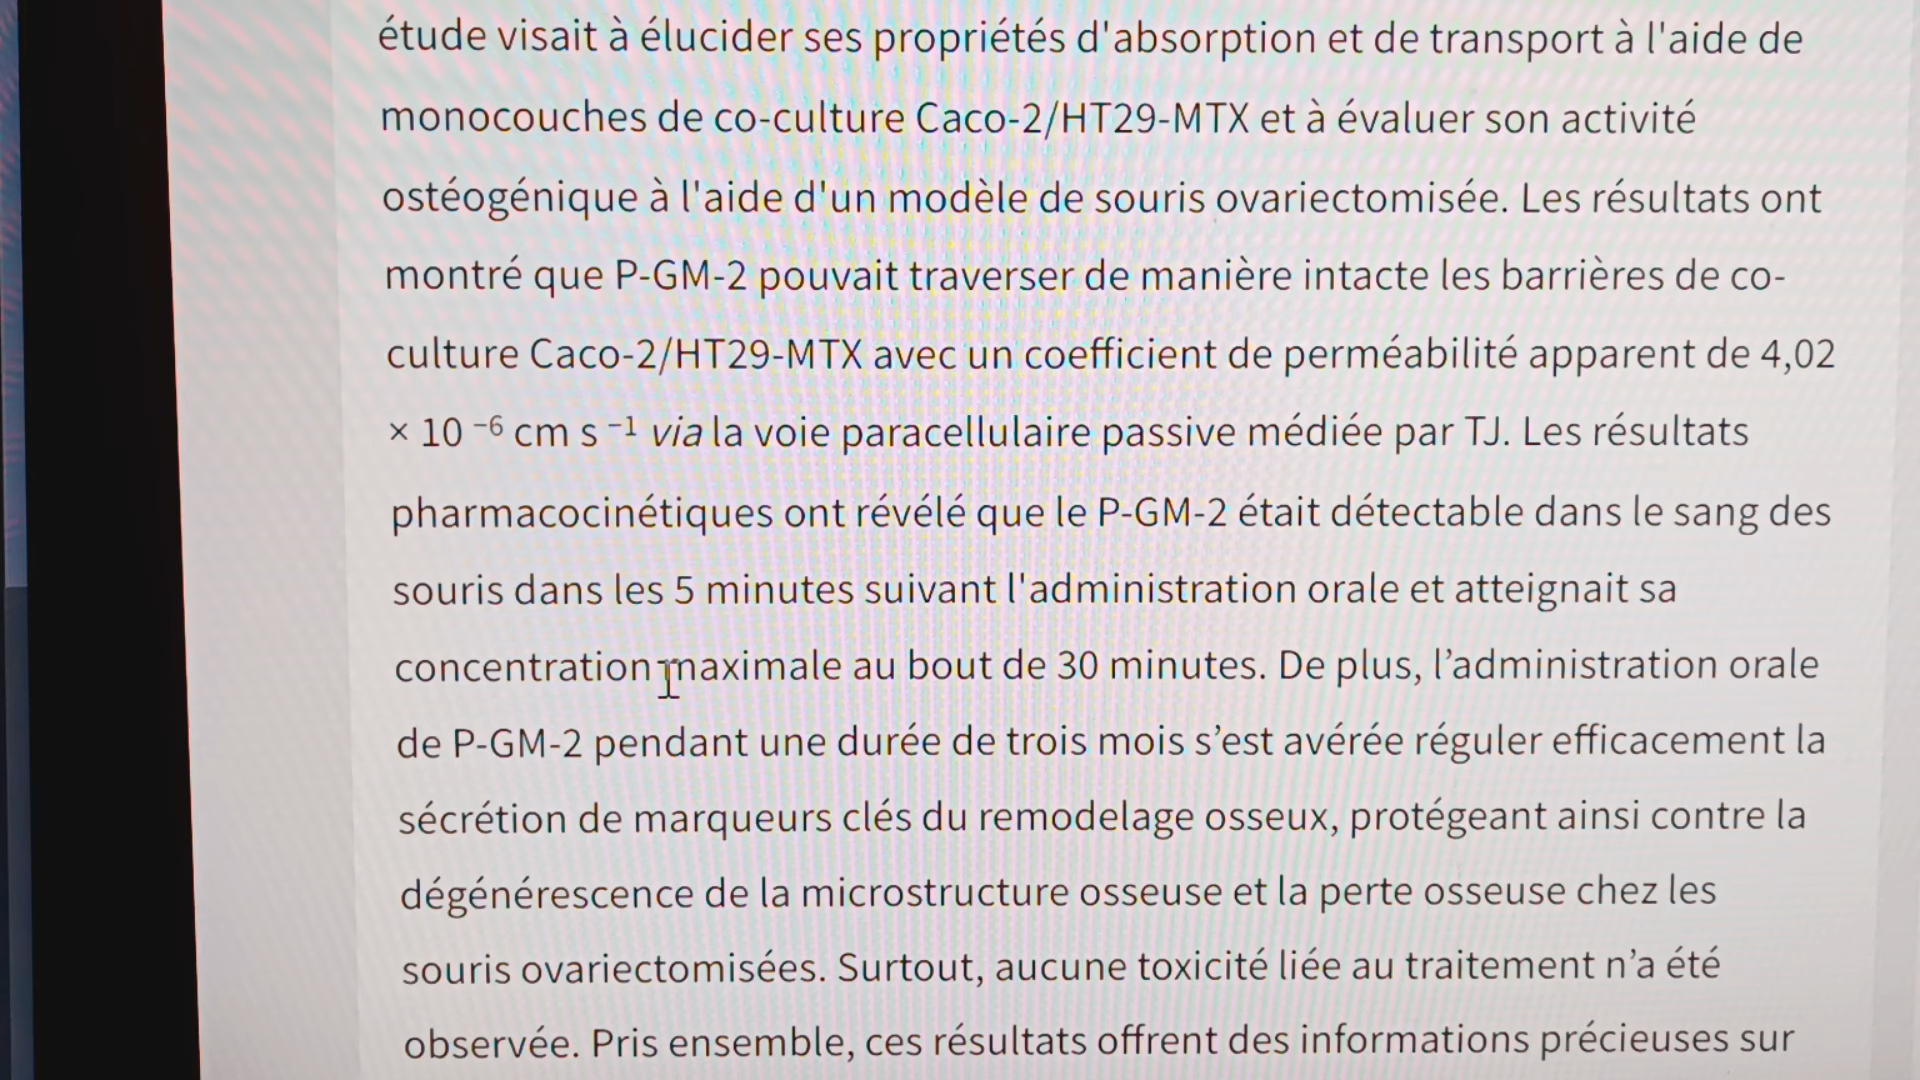 étude visait à élucider ses propriétés d'absorption et de transport à l'aide de
monocouches de co-culture Caco-2/HT29-MTX et à évaluer son activité
ostéogénique à l'aide d'un modèle de souris ovariectomisée. Les résultats ont
montré que P-GM-2 pouvait traverser de manière intacte les barrières de co-
culture Caco-2/HT29-MTX avec un coefficient de perméabilité apparent de 4,02
× 10 ⁻⁶ cm s ⁻¹ via la voie paracellulaire passive médiée par TJ. Les résultats
pharmacocinétiques ont révélé que le P-GM-2 était détectable dans le sang des
souris dans les 5 minutes suivant l'administration orale et atteignait sa
concentration maximale au bout de 30 minutes. De plus, l’administration orale
de P-GM-2 pendant une durée de trois mois s’est avérée réguler efficacement la
sécrétion de marqueurs clés du remodelage osseux, protégeant ainsi contre la
dégénérescence de la microstructure osseuse et la perte osseuse chez les
souris ovariectomisées. Surtout, aucune toxicité liée au traitement n’a été
observée. Pris ensemble, ces résultats offrent des informations précieuses sur